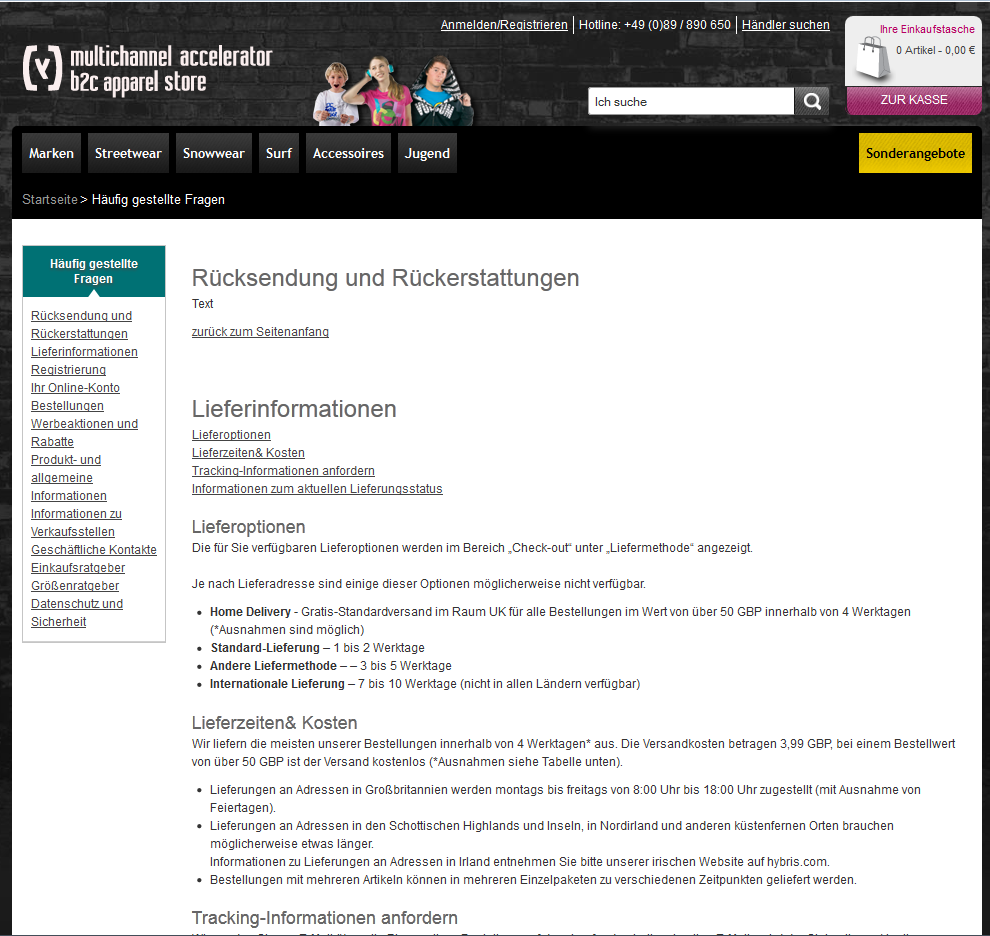 Anmelden/Registrieren
Hotline: +49 (0)89 / 890 650
Händler suchen
Ihre Einkaufstasche
0 Artikel - 0,00 €
ZUR KASSE
(Y) multichannel accelerator
b2c apparel store
VOLCOM
Ich suche
Marken
Streetwear
Snowwear
Surf
Accessoires
Jugend
Sonderangebote
Startseite > Häufig gestellte Fragen
Häufig gestellte
Fragen
Rücksendung und
Rückerstattungen
Lieferinformationen
Registrierung
Ihr Online-Konto
Bestellungen
Werbeaktionen und
Rabatte
Produkt- und
allgemeine
Informationen
Informationen zu
Verkaufsstellen
Geschäftliche Kontakte
Einkaufsratgeber
Größenratgeber
Datenschutz und
Sicherheit
Rücksendung und Rückerstattungen
Text
zurück zum Seitenanfang
Lieferinformationen
Lieferoptionen
Lieferzeiten& Kosten
Tracking-Informationen anfordern
Informationen zum aktuellen Lieferungsstatus
Lieferoptionen
Die für Sie verfügbaren Lieferoptionen werden im Bereich „Check-out“ unter „Liefermethode“ angezeigt.
Je nach Lieferadresse sind einige dieser Optionen möglicherweise nicht verfügbar.
• Home Delivery - Gratis-Standardversand im Raum UK für alle Bestellungen im Wert von über 50 GBP innerhalb von 4 Werktagen
(*Ausnahmen sind möglich)
• Standard-Lieferung – 1 bis 2 Werktage
• Andere Liefermethode – – 3 bis 5 Werktage
• Internationale Lieferung – 7 bis 10 Werktage (nicht in allen Ländern verfügbar)
Lieferzeiten& Kosten
Wir liefern die meisten unserer Bestellungen innerhalb von 4 Werktagen* aus. Die Versandkosten betragen 3,99 GBP, bei einem Bestellwert
von über 50 GBP ist der Versand kostenlos (*Ausnahmen siehe Tabelle unten).
• Lieferungen an Adressen in Großbritannien werden montags bis freitags von 8:00 Uhr bis 18:00 Uhr zugestellt (mit Ausnahme von
Feiertagen).
• Lieferungen an Adressen in den Schottischen Highlands und Inseln, in Nordirland und anderen küstenfernen Orten brauchen
möglicherweise etwas länger.
Informationen zu Lieferungen an Adressen in Irland entnehmen Sie bitte unserer irischen Website auf hybris.com.
• Bestellungen mit mehreren Artikeln können in mehreren Einzelpaketen zu verschiedenen Zeitpunkten geliefert werden.
Tracking-Informationen anfordern